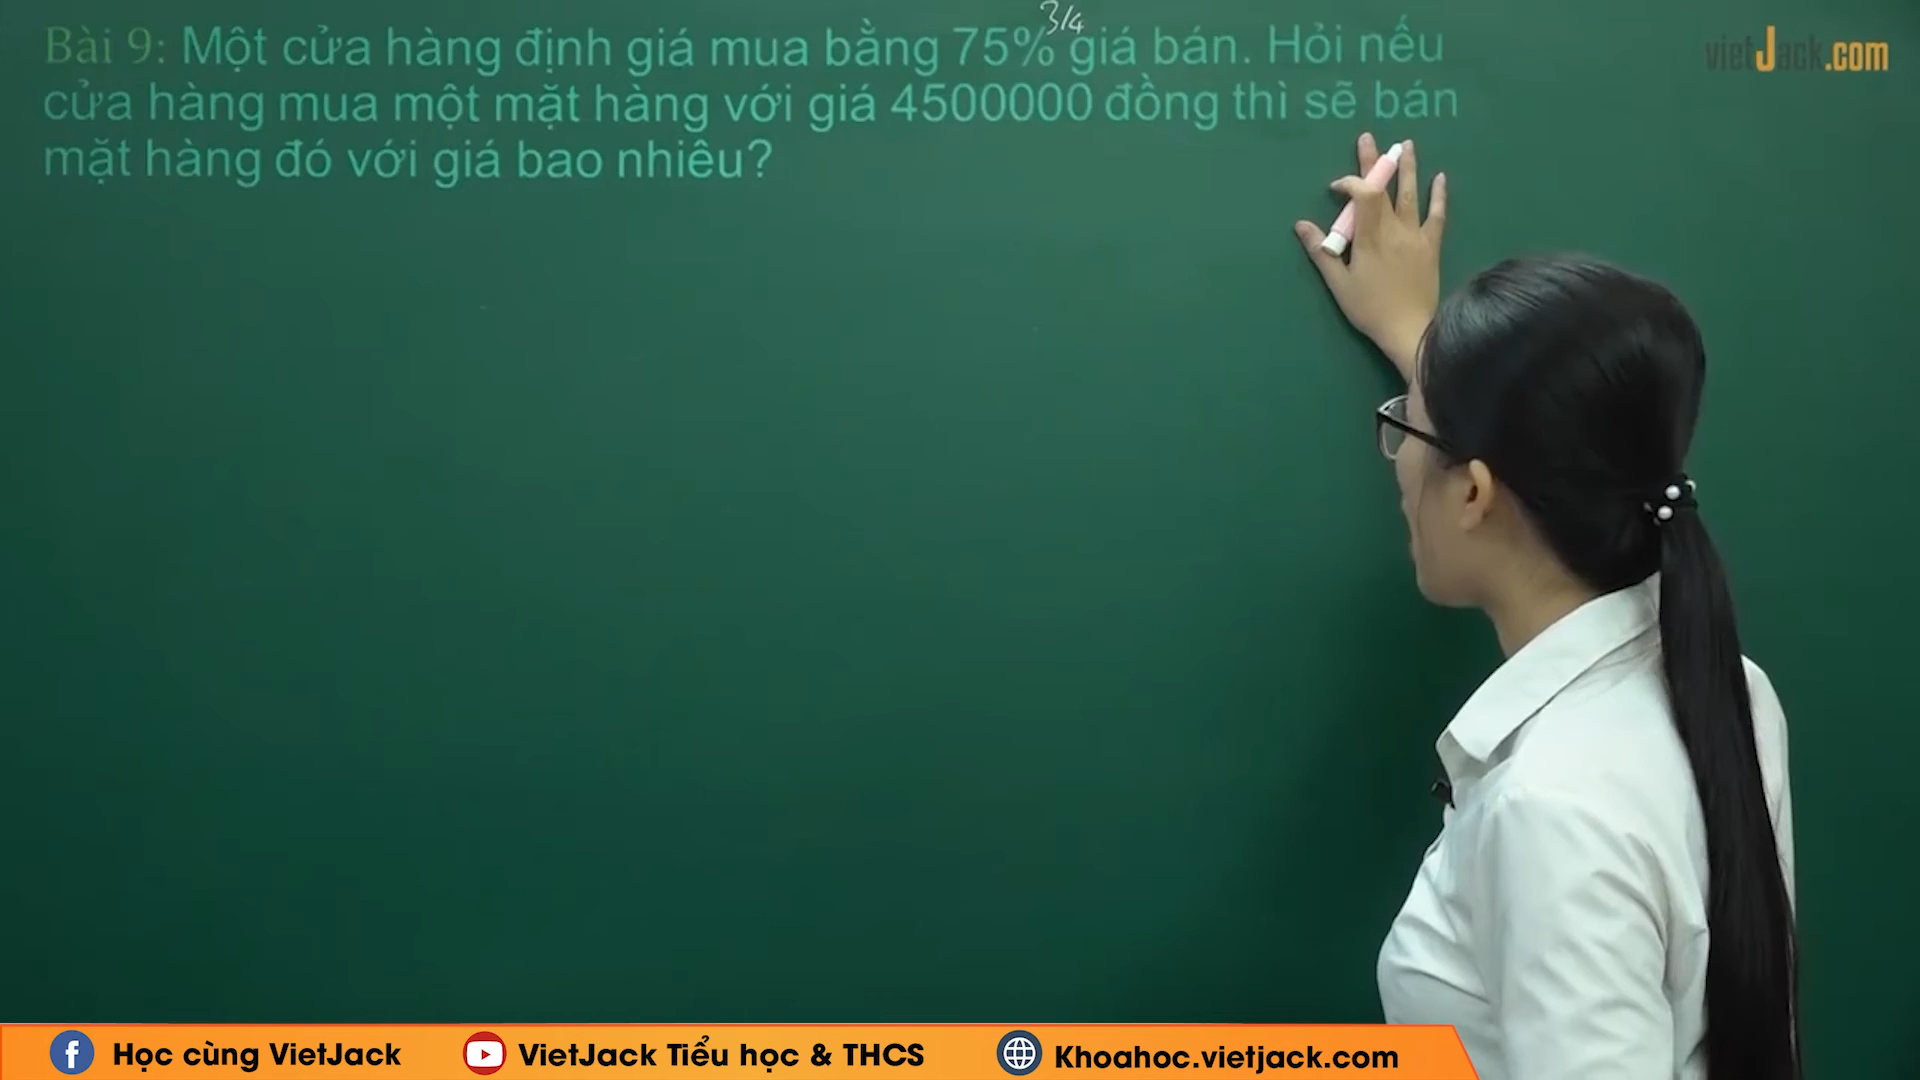 3/4
Bài 9: Một cửa hàng định giá mua bằng 75% giá bán. Hỏi nếu
cửa hàng mua một mặt hàng với giá 4500000 đồng thì sẽ bán
mặt hàng đó với giá bao nhiêu?
vietJack.com
Học cùng VietJack
VietJack Tiểu học & THCS
Khoahoc.vietjack.com